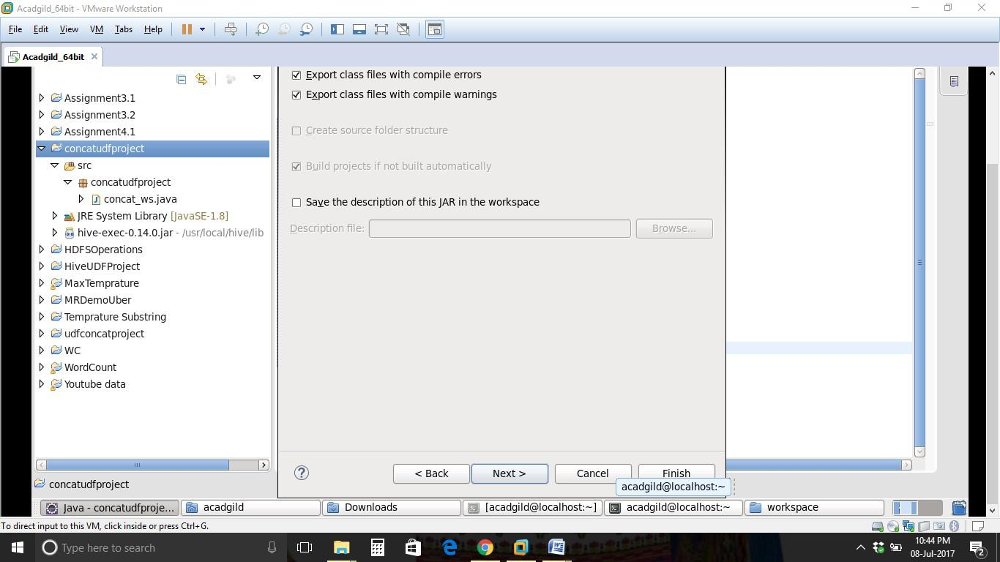 Acadgild_64bit - VMware Workstation
File Edit View VM Tabs Help
Acadgild_64bit
Assignment3.1
Assignment3.2
Assignment4.1
concatudfproject
src
concatudfproject
concat_ws.java
JRE System Library [JavaSE-1.8]
hive-exec-0.14.0.jar - /usr/local/hive/lib
HDFSOperations
HiveUDFProject
MaxTemprature
MRDemoUber
Temprature Substring
udfconcatproject
WC
WordCount
Youtube data
Export class files with compile errors
Export class files with compile warnings
Create source folder structure
Build projects if not built automatically
Save the description of this JAR in the workspace
Description file: Browse...
< Back Next > Cancel Finish
acadgild@localhost:~
concatudfproject
Java - concatudfproje... acadgild Downloads [acadgild@localhost:~] acadgild@localhost:~ workspace
To direct input to this VM, click inside or press Ctrl+G.
Type here to search
10:44 PM
08-Jul-2017
2